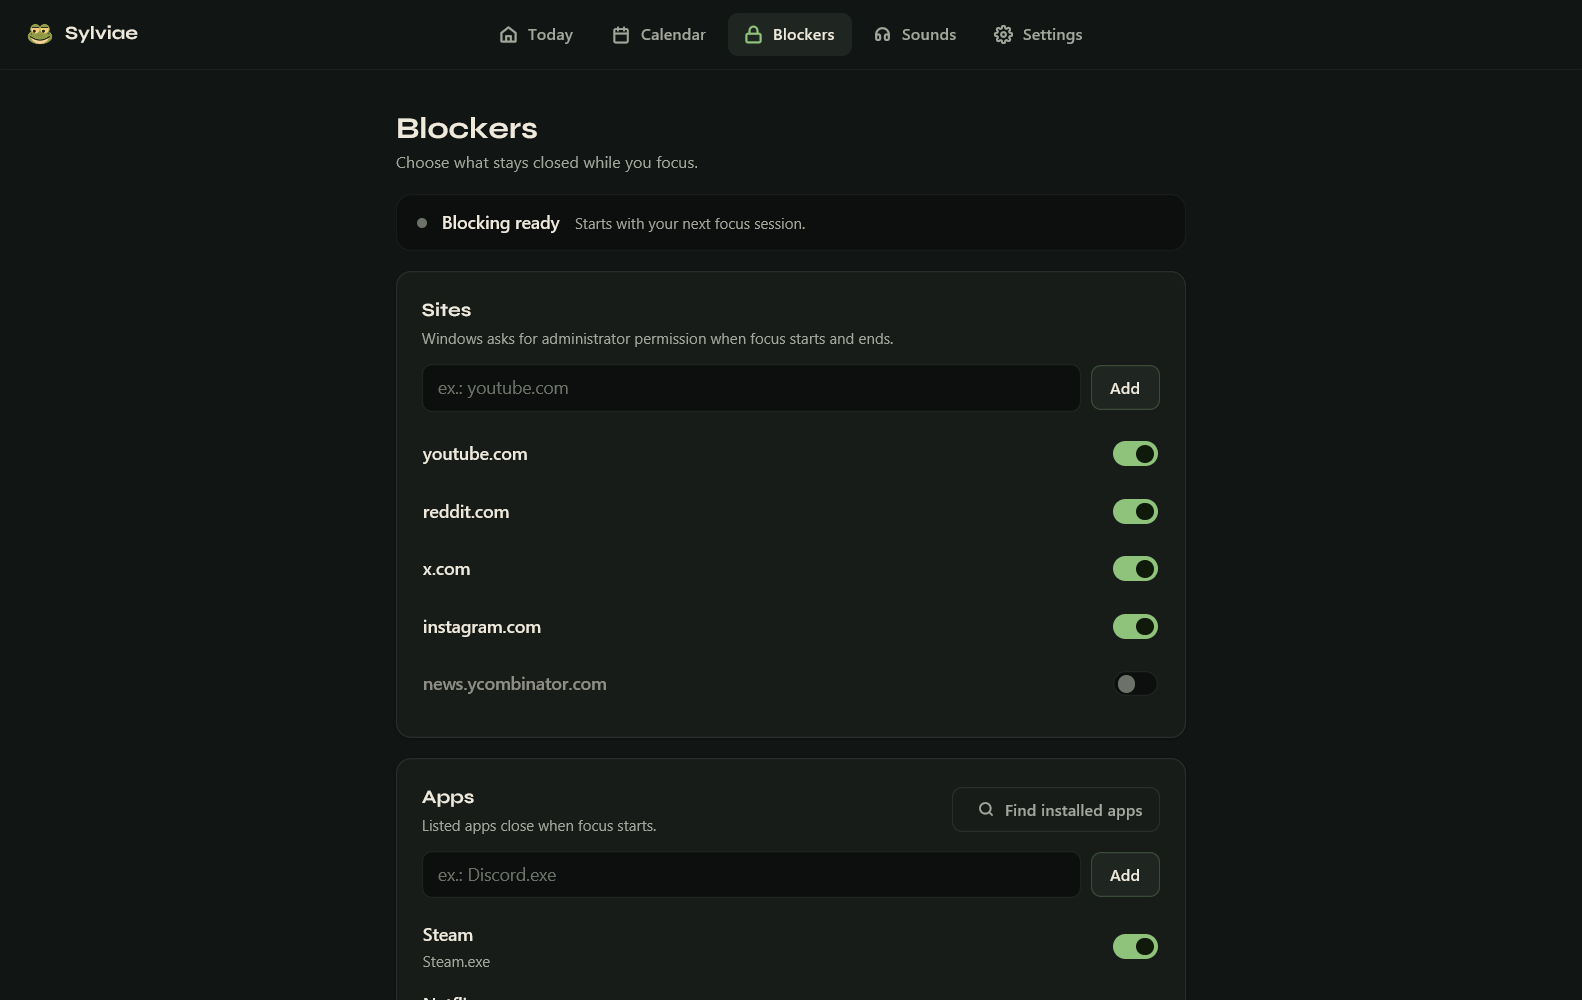 Sylviae
Today
Calendar
Blockers
Sounds
Settings
Blockers
Choose what stays closed while you focus.
Blocking ready Starts with your next focus session.
Sites
Windows asks for administrator permission when focus starts and ends.
ex.: youtube.com
Add
youtube.com
reddit.com
x.com
instagram.com
news.ycombinator.com
Apps
Listed apps close when focus starts.
Find installed apps
ex.: Discord.exe
Add
Steam
Steam.exe